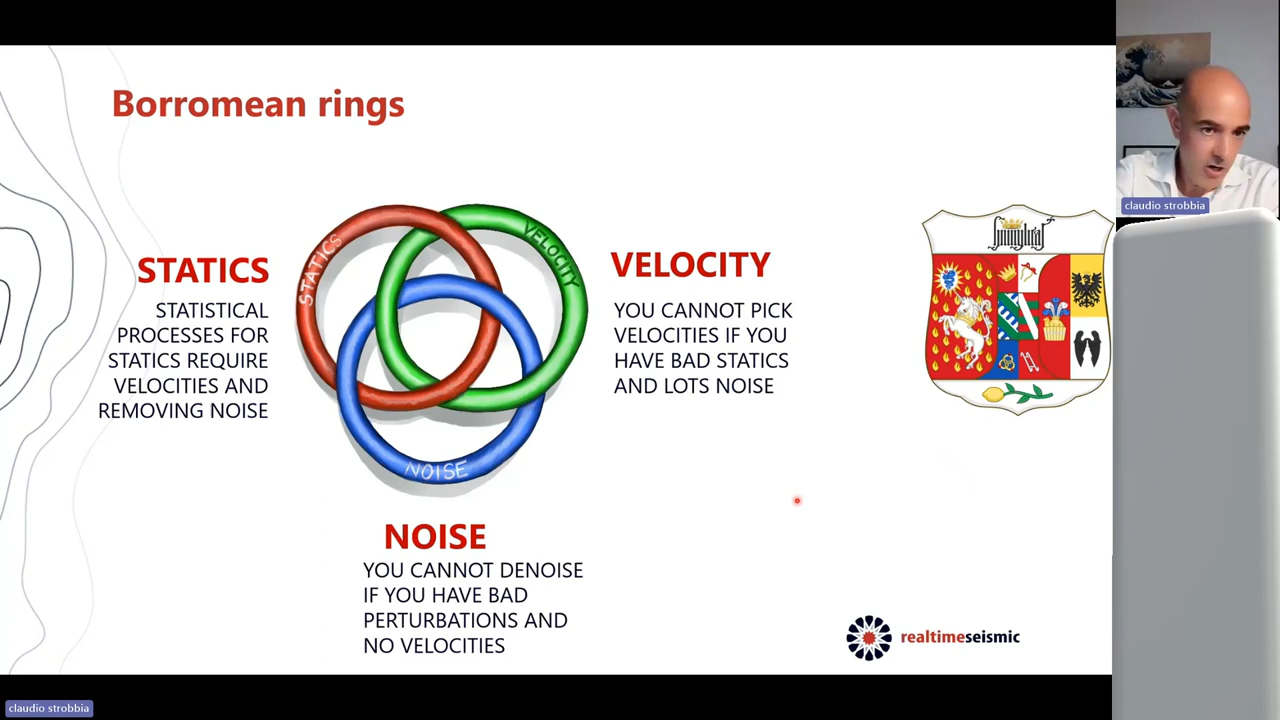 Borromean rings
STATICS
STATISTICAL
PROCESSES FOR
STATICS REQUIRE
VELOCITIES AND
REMOVING NOISE
STATICS
VELOCITY
NOISE
VELOCITY
YOU CANNOT PICK
VELOCITIES IF YOU
HAVE BAD STATICS
AND LOTS NOISE
NOISE
YOU CANNOT DENOISE
IF YOU HAVE BAD
PERTURBATIONS AND
NO VELOCITIES
realtimeseismic
claudio strobbia
claudio strobbia